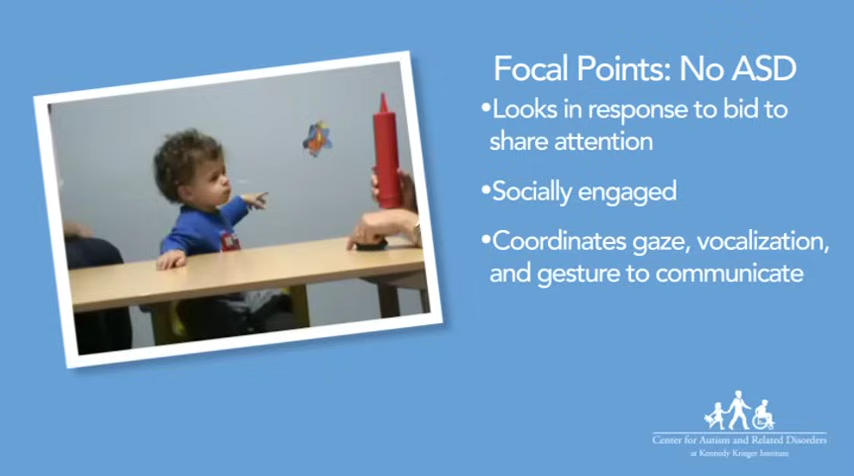 Focal Points: No ASD
•Looks in response to bid to
share attention
•Socially engaged
•Coordinates gaze, vocalization,
and gesture to communicate
Center for Autism and Related Disorders
at Kennedy Krieger Institute